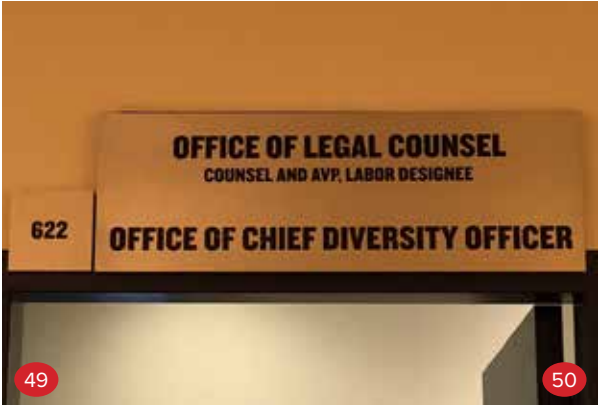 OFFICE OF LEGAL COUNSEL
COUNSEL AND AVP, LABOR DESIGNEE
622
OFFICE OF CHIEF DIVERSITY OFFICER
49
50